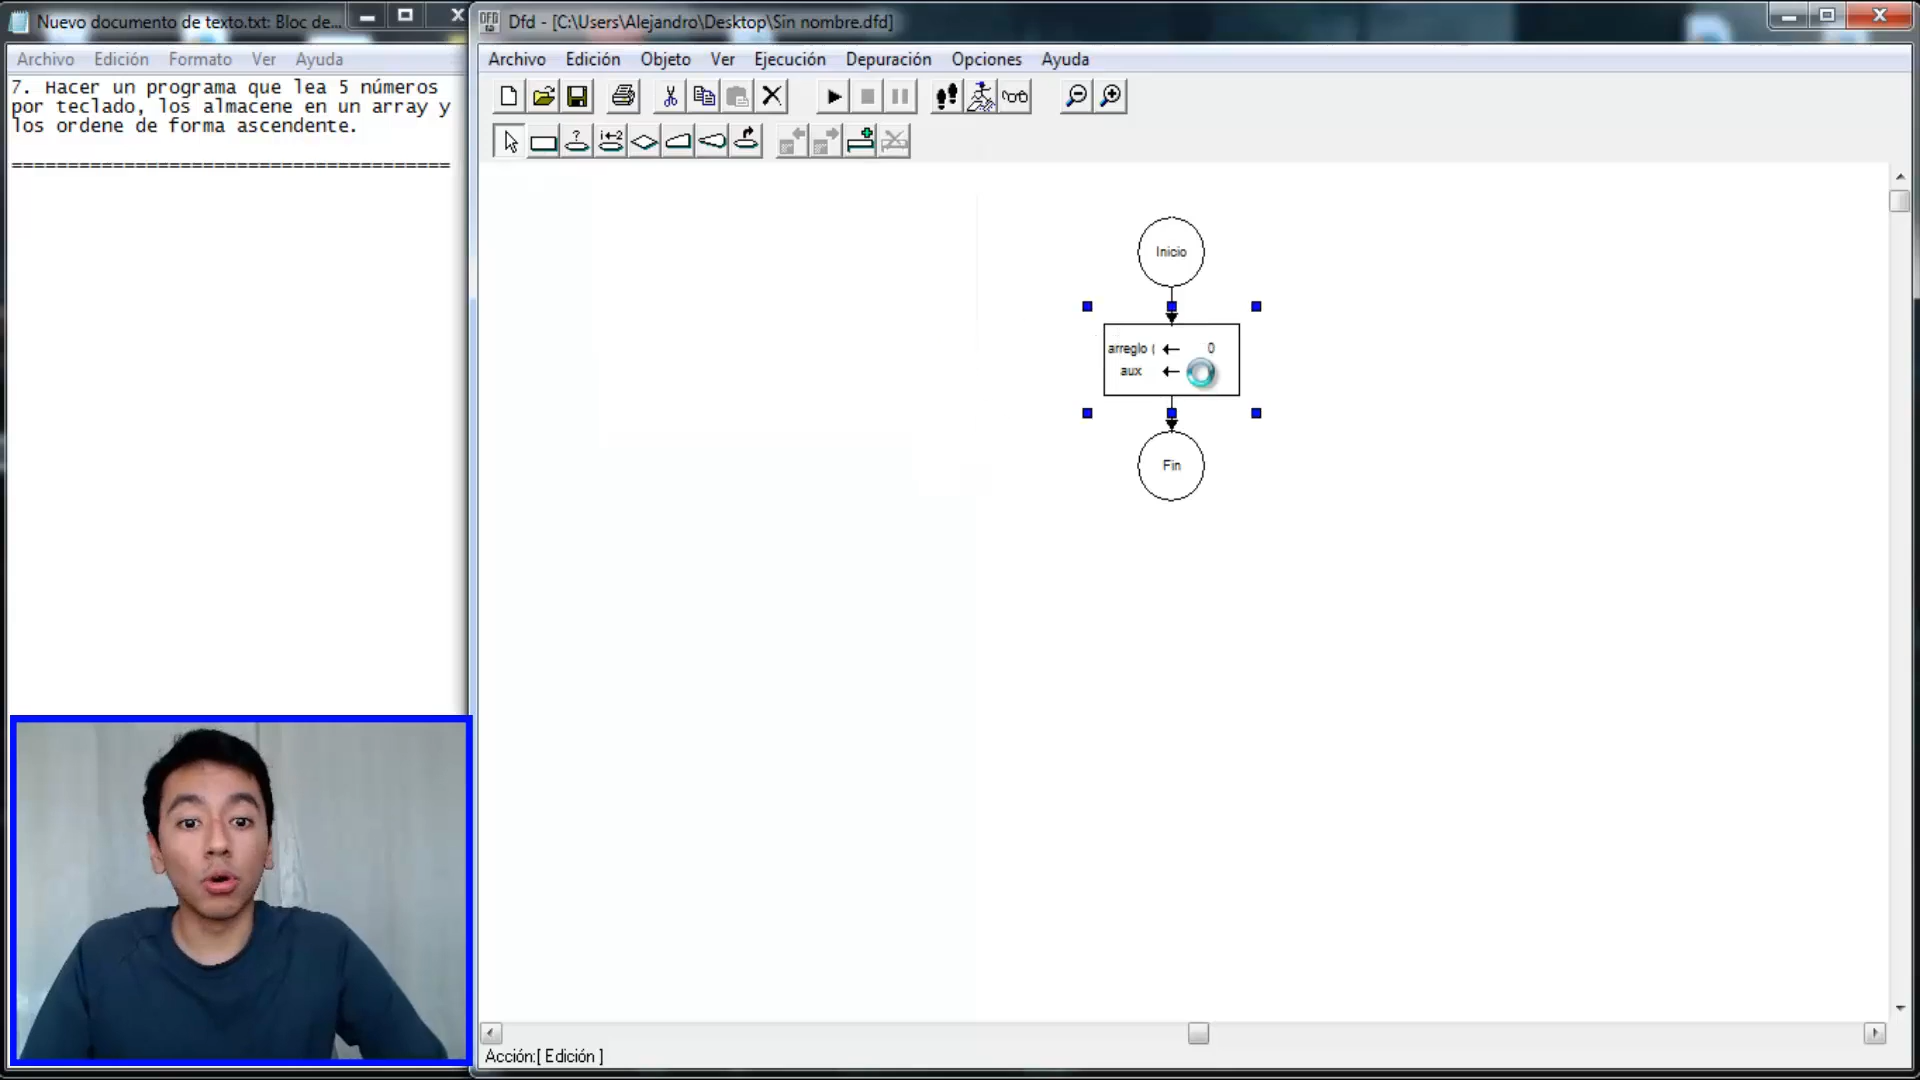 Nuevo documento de texto.txt: Bloc de...
Archivo Edición Formato Ver Ayuda
7. Hacer un programa que lea 5 números
por teclado, los almacene en un array y
los ordene de forma ascendente.
=======================================
Dfd - [C:\Users\Alejandro\Desktop\Sin nombre.dfd]
Archivo Edición Objeto Ver Ejecución Depuración Opciones Ayuda
Inicio
arreglo ( ← 0
aux ←
Fin
Acción:[ Edición ]